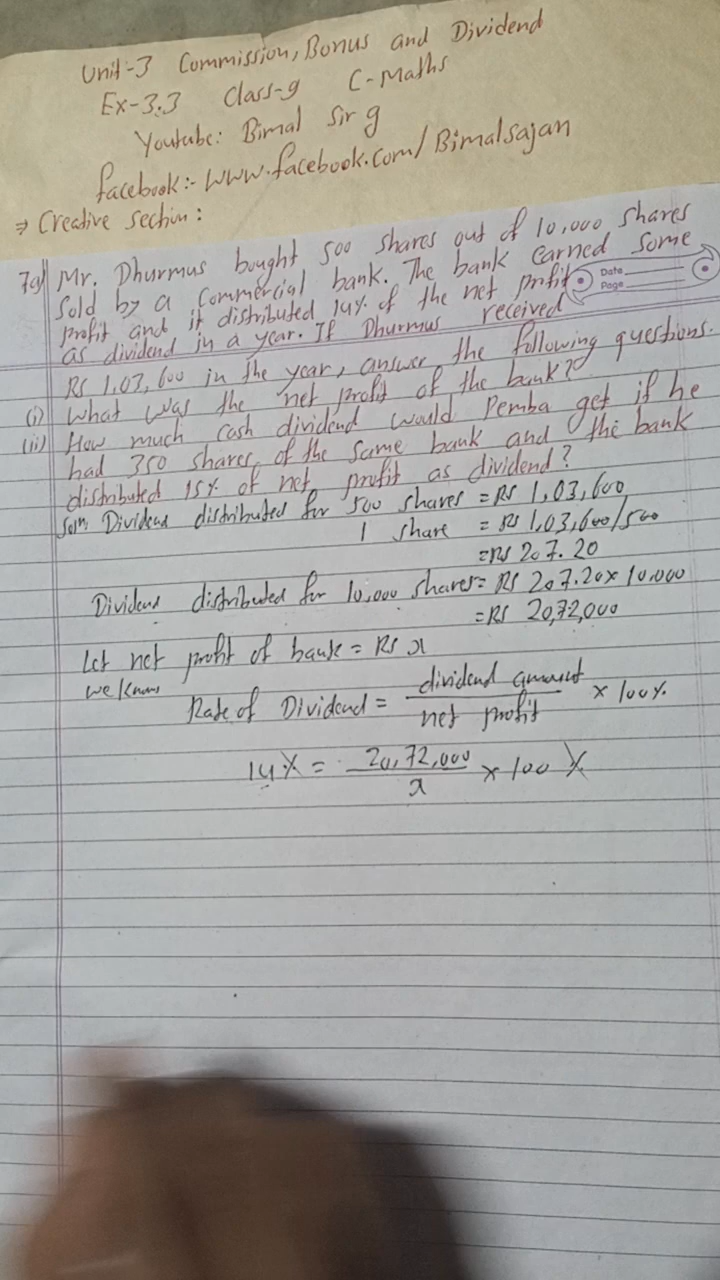 Unit-3 Commission, Bonus and Dividend
Ex-3.3 Class-9 C-Maths
Youtube: Bimal Sir g
facebook:- www.facebook.com/Bimalsajan
⇒ Creative section:
7a) Mr. Dhurmus bought 500 shares out of 10,000 shares
sold by a Commercial bank. The bank earned some
profit and it distributed 14% of the net profit
Date
Page
as dividend in a year. If Dhurmus received
Rs 1,03,600 in the year, answer the following questions.
(i) What was the net profit of the bank?
(ii) How much cash dividend would Pemba get if he
had 350 shares of the same bank and the bank
distributed 15% of net profit as dividend?
Soln: Dividend distributed for 500 shares = Rs 1,03,600
1 share = Rs 1,03,600/500
= Rs 207.20
Dividend distributed for 10,000 shares = Rs 207.20 × 10,000
= Rs 20,72,000
Let net profit of bank = Rs x
we know
Rate of Dividend = dividend amount / net profit × 100%
14% = 20,72,000 / x × 100%